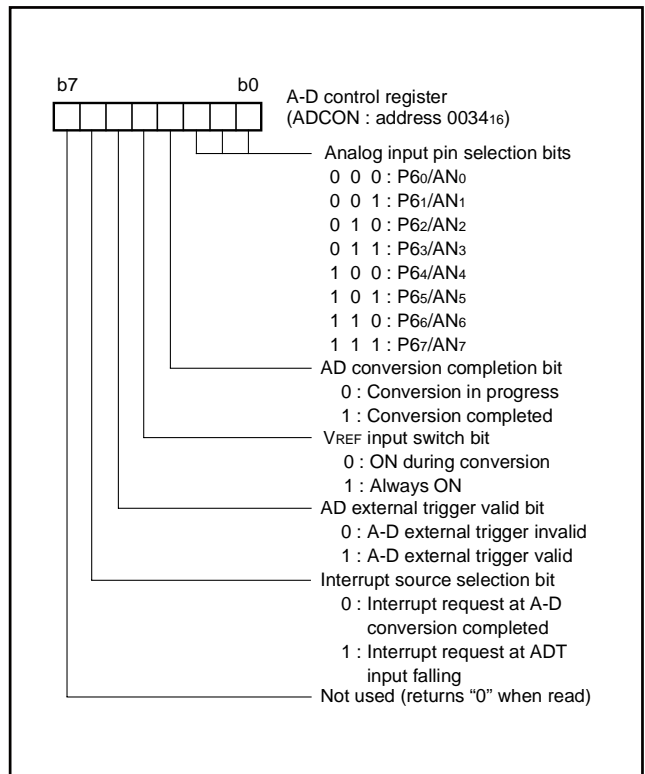 b7 b0
A-D control register
(ADCON : address 003416)
Analog input pin selection bits
0 0 0 : P60/AN0
0 0 1 : P61/AN1
0 1 0 : P62/AN2
0 1 1 : P63/AN3
1 0 0 : P64/AN4
1 0 1 : P65/AN5
1 1 0 : P66/AN6
1 1 1 : P67/AN7
AD conversion completion bit
0 : Conversion in progress
1 : Conversion completed
VREF input switch bit
0 : ON during conversion
1 : Always ON
AD external trigger valid bit
0 : A-D external trigger invalid
1 : A-D external trigger valid
Interrupt source selection bit
0 : Interrupt request at A-D
conversion completed
1 : Interrupt request at ADT
input falling
Not used (returns “0” when read)